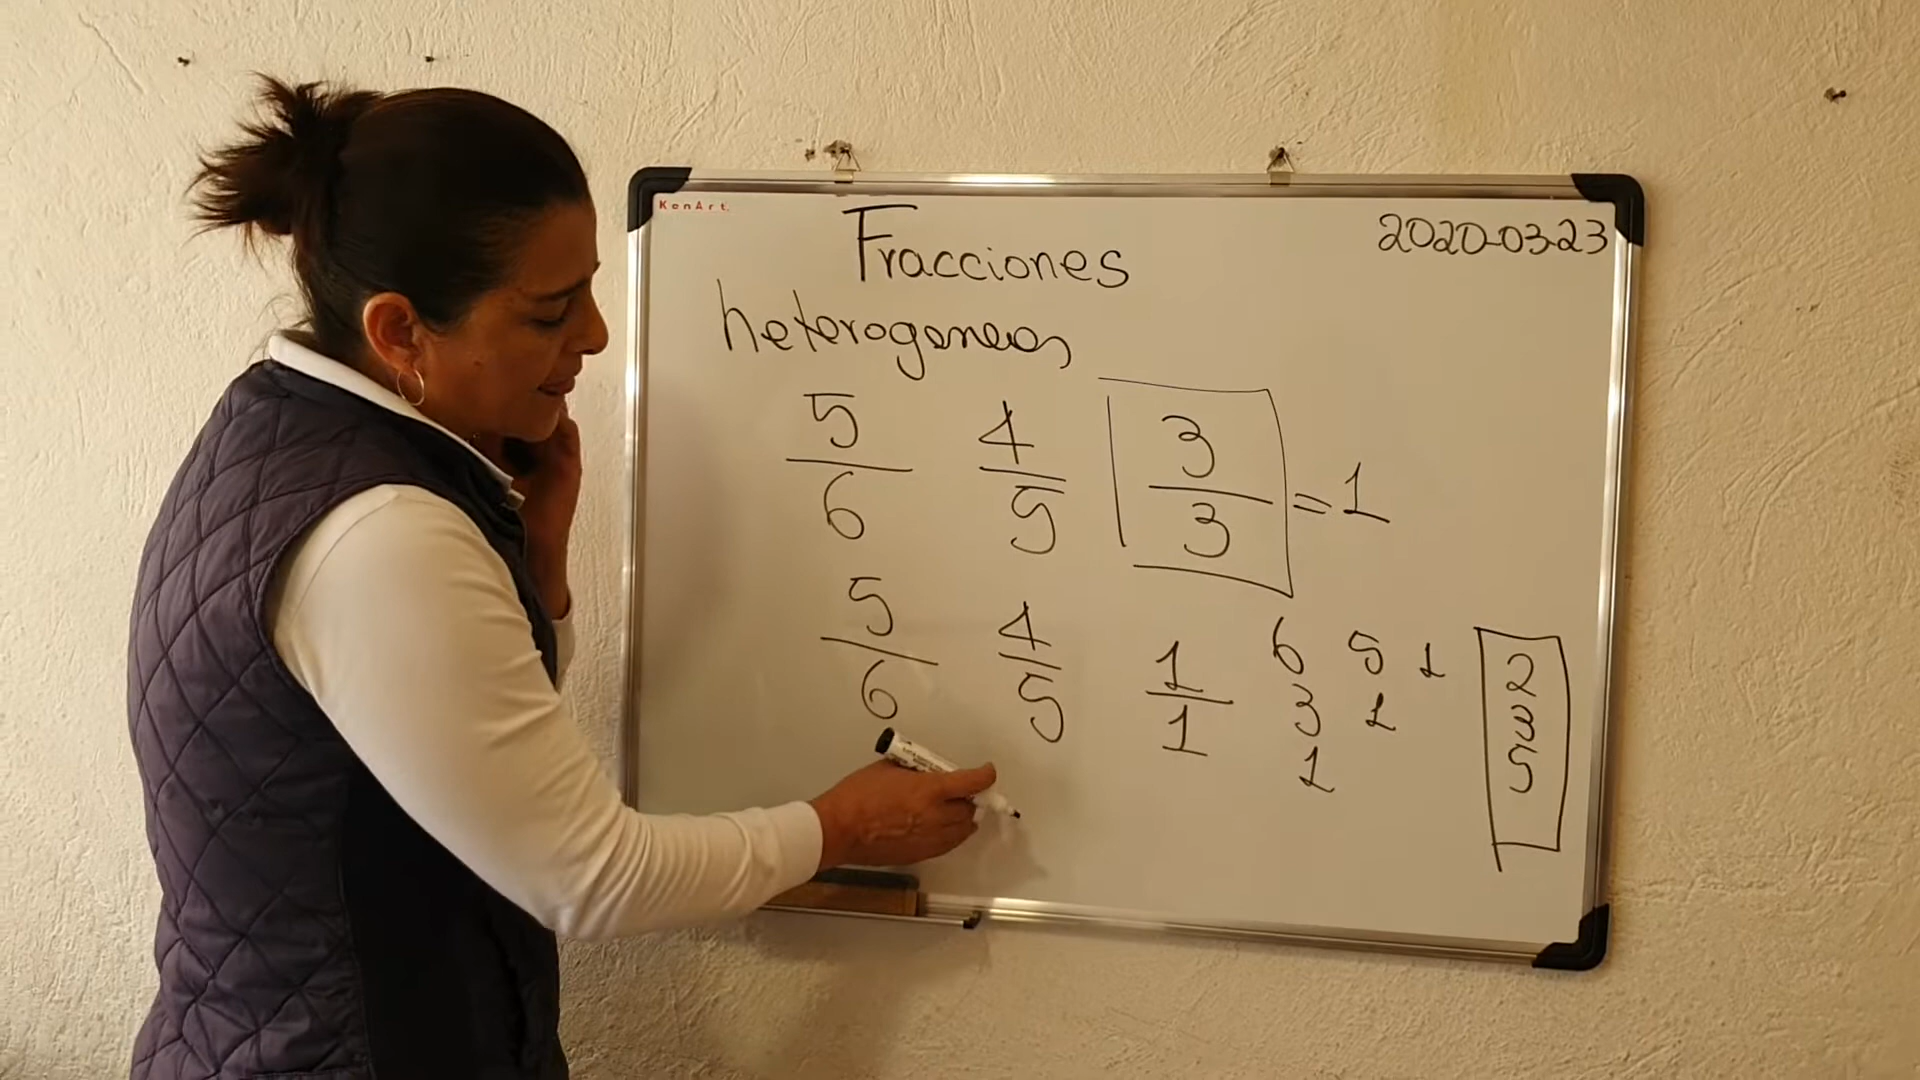 KenArt.
Fracciones
2020-03-23
heterogeneas
5/6 4/5 3/3 = 1
5/6 4/5 1/1
6 5 1 2
3 1 3
1 5